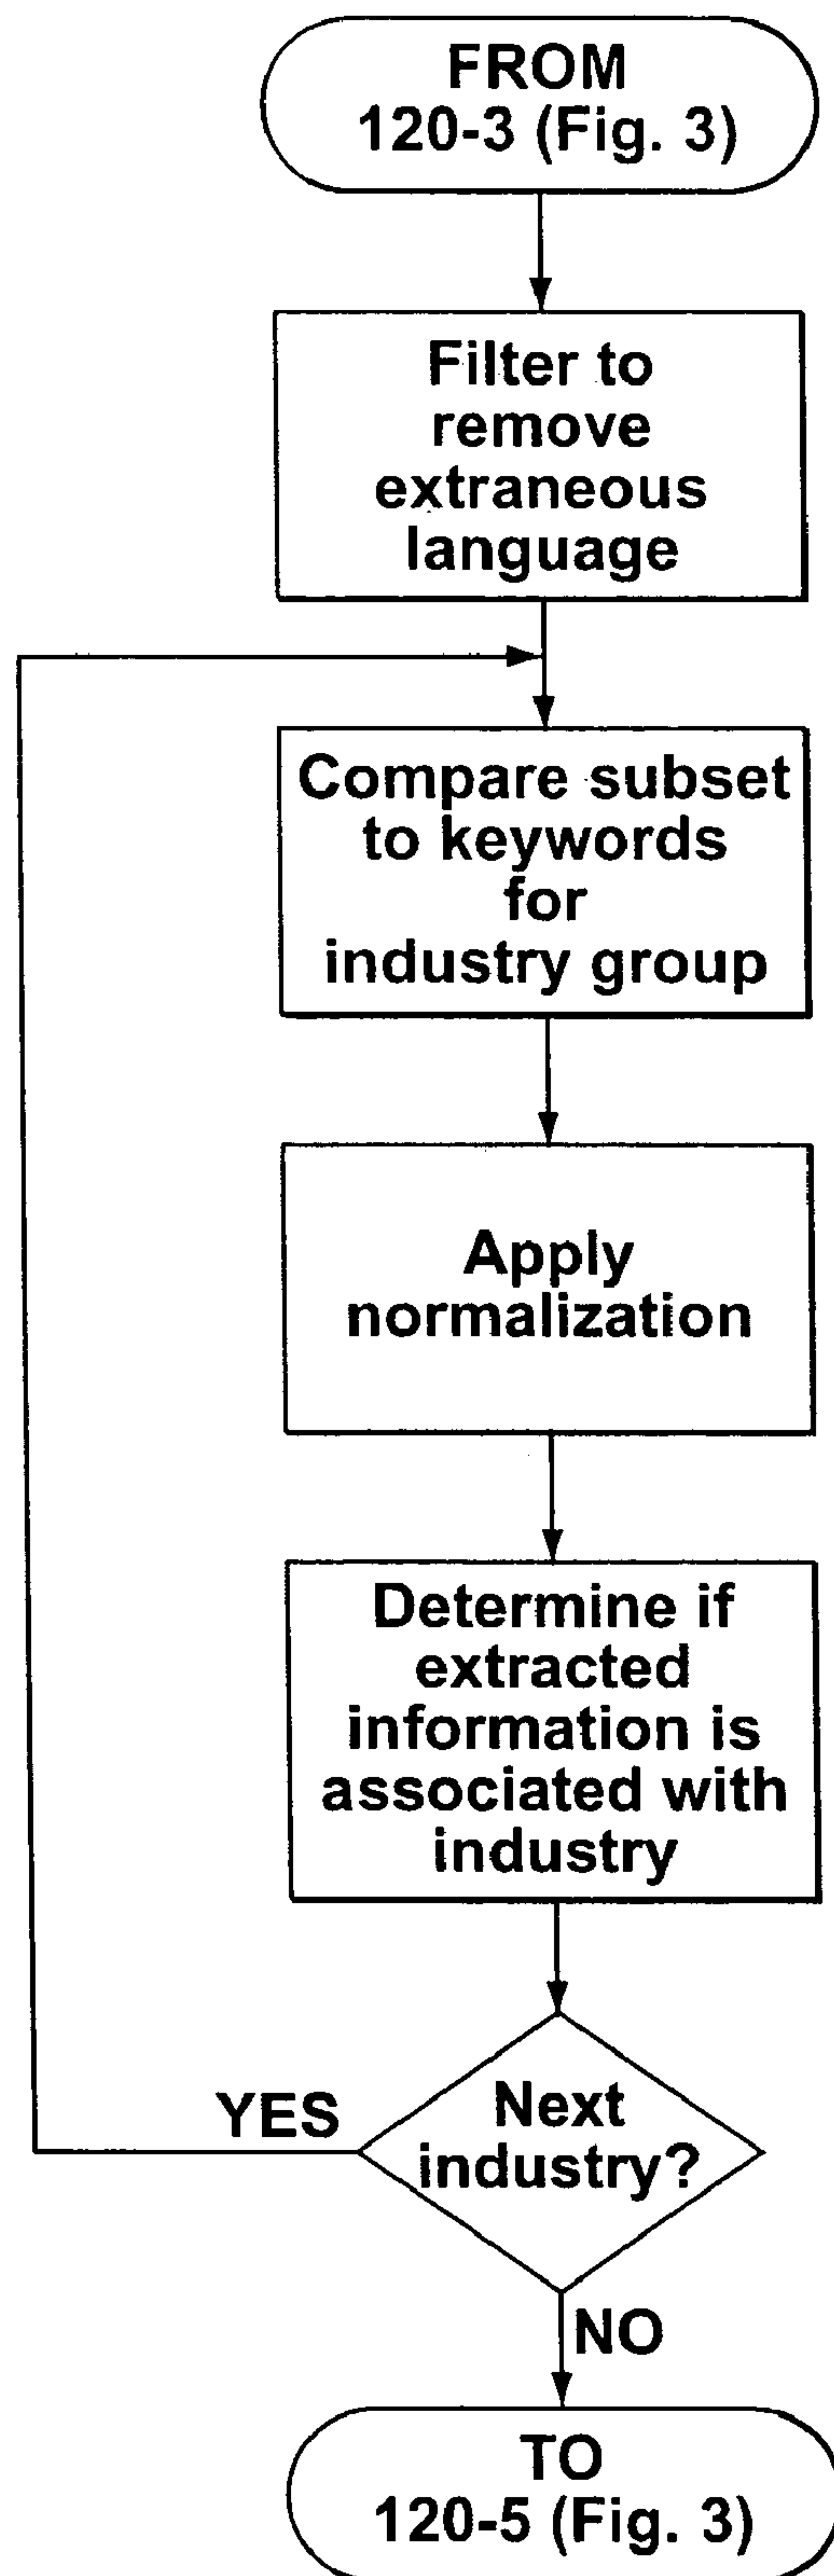 FROM
120-3 (Fig. 3)
Filter to
remove
extraneous
language
Compare subset
to keywords
for
industry group
Apply
normalization
Determine if
extracted
information is
associated with
industry
Next
industry?
YES
NO
TO
120-5 (Fig. 3)